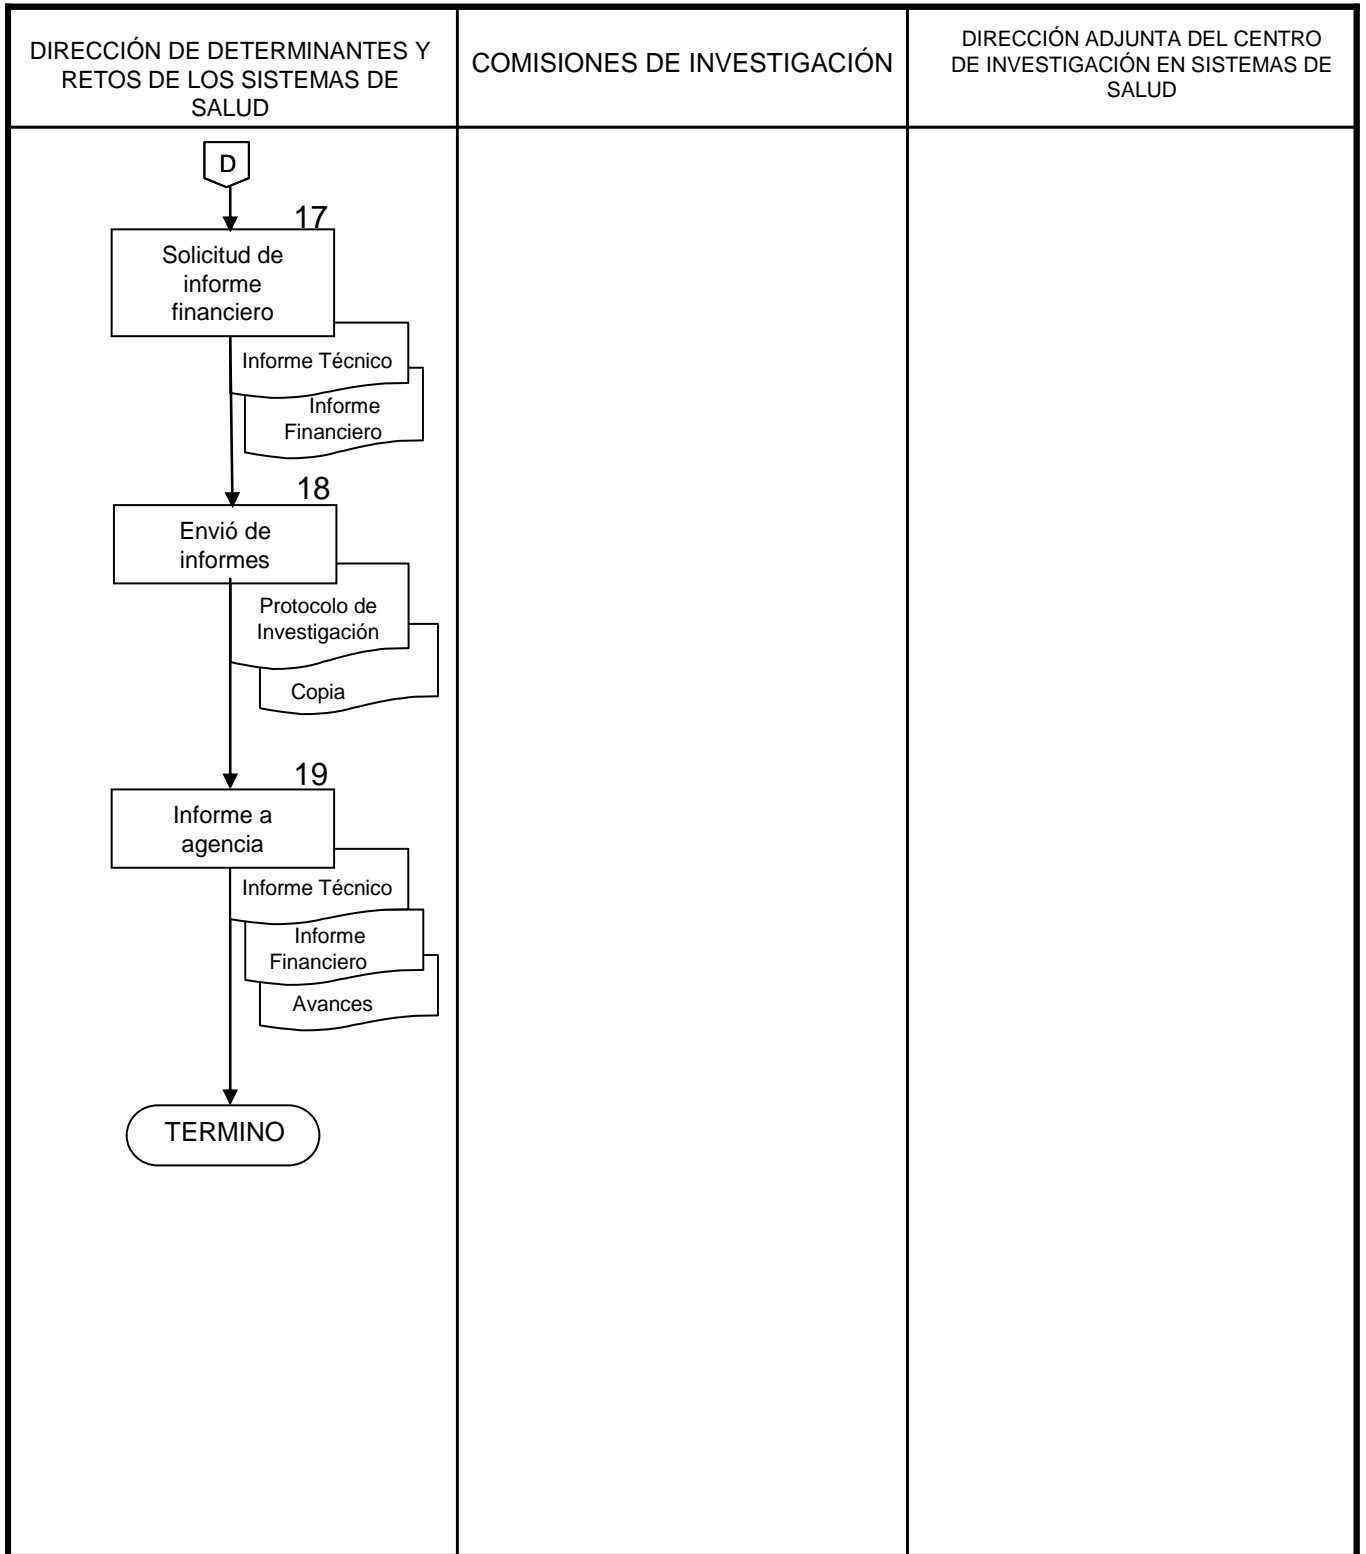 DIRECCIÓN DE DETERMINANTES Y
RETOS DE LOS SISTEMAS DE
SALUD
COMISIONES DE INVESTIGACIÓN
DIRECCIÓN ADJUNTA DEL CENTRO
DE INVESTIGACIÓN EN SISTEMAS DE
SALUD
D
17
Solicitud de
informe
financiero
Informe Técnico
Informe
Financiero
18
Envió de
informes
Protocolo de
Investigación
Copia
19
Informe a
agencia
Informe Técnico
Informe
Financiero
Avances
TERMINO